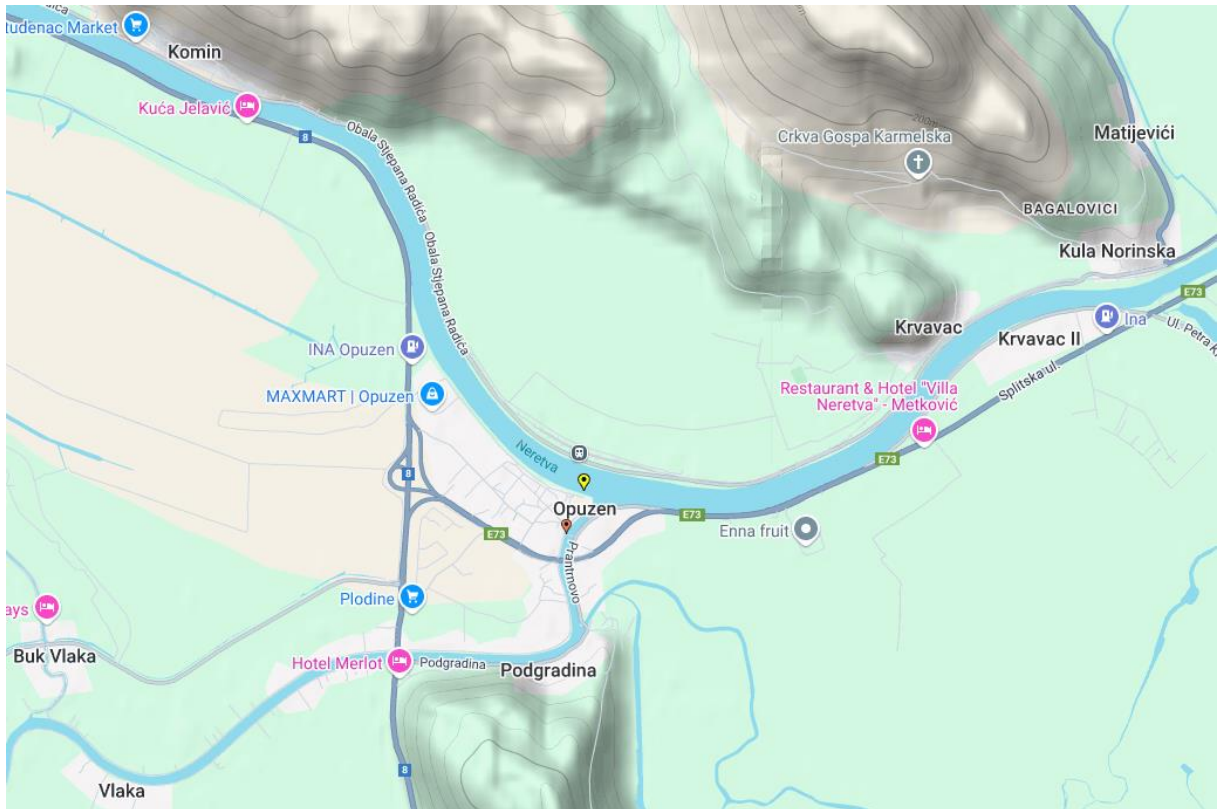 tudenac Market
Komin
Kuća Jelavić
8
Obala Stjepana Radića
Obala Stjepana Radića
200m
Crkva Gospa Karmelska
Matijevići
BAGALOVICI
Kula Norinska
E73
Ina
Krvavac
Krvavac II
INA Opuzen
Restaurant & Hotel "Villa
Neretva" - Metković
Splitska ul.
Ul. Petra K
MAXMART | Opuzen
Neretva
E73
8
Opuzen
E73
Enna fruit
E73
Prantrnovo
Plodine
ays
Buk Vlaka
Hotel Merlot
Podgradina
Podgradina
8
Vlaka